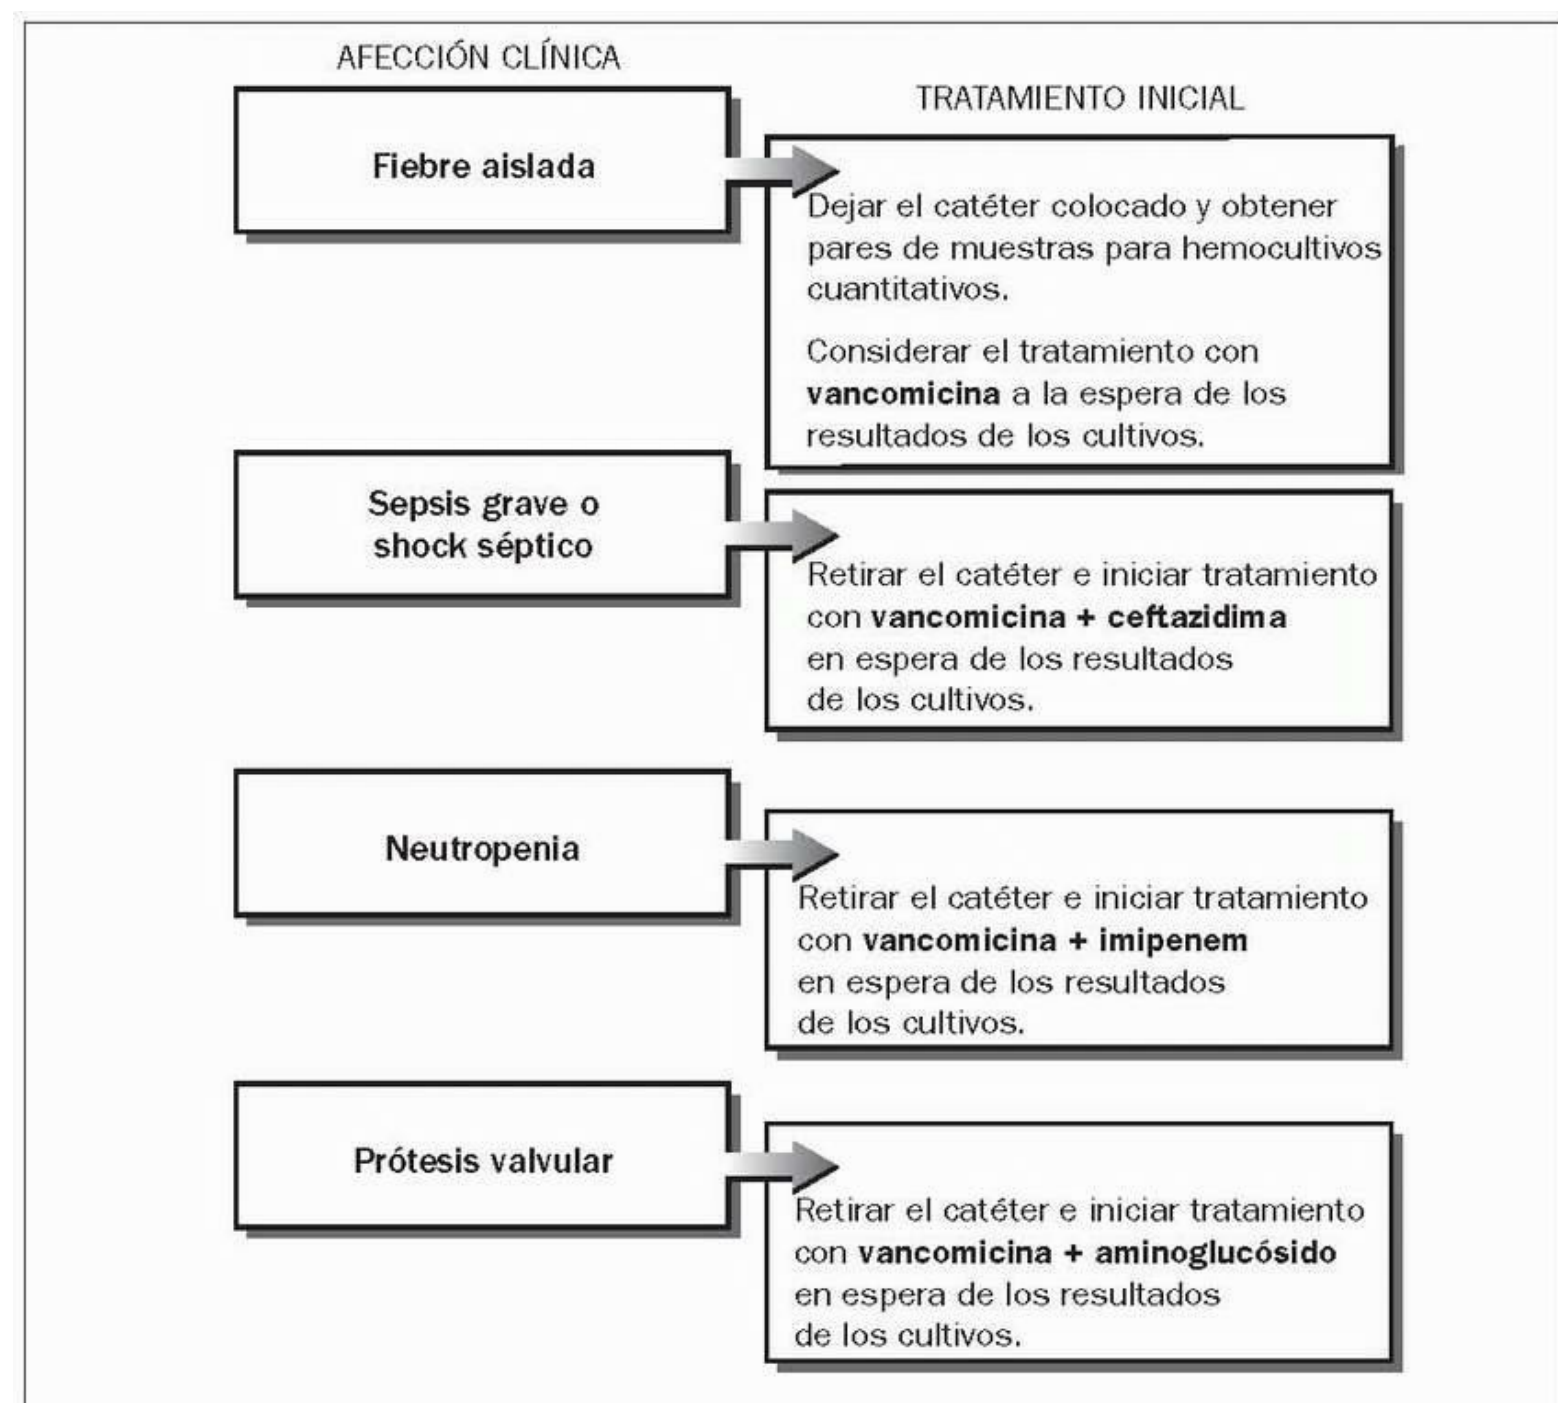 AFECCIÓN CLÍNICA
TRATAMIENTO INICIAL
Fiebre aislada
Dejar el catéter colocado y obtener
pares de muestras para hemocultivos
cuantitativos.
Considerar el tratamiento con
vancomicina a la espera de los
resultados de los cultivos.
Sepsis grave o
shock séptico
Retirar el catéter e iniciar tratamiento
con vancomicina + ceftazidima
en espera de los resultados
de los cultivos.
Neutropenia
Retirar el catéter e iniciar tratamiento
con vancomicina + imipenem
en espera de los resultados
de los cultivos.
Prótesis valvular
Retirar el catéter e iniciar tratamiento
con vancomicina + aminoglucósido
en espera de los resultados
de los cultivos.